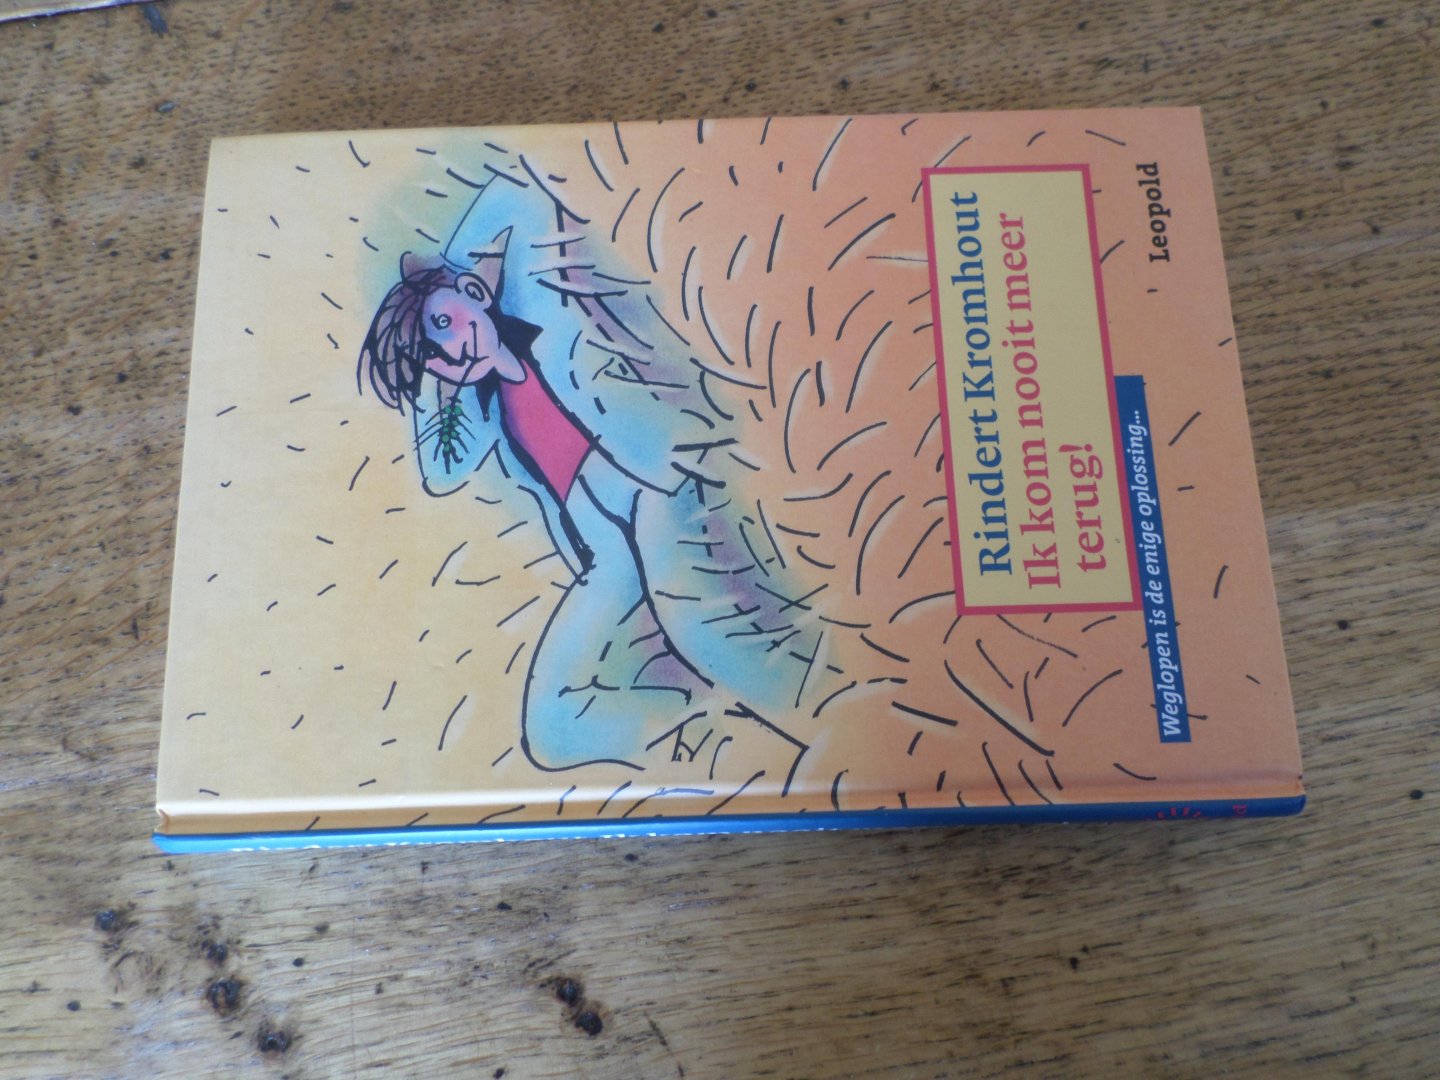 Rindert Kromhout
Ik kom nooit meer
terug!
Weglopen is de enige oplossing...
Leopold